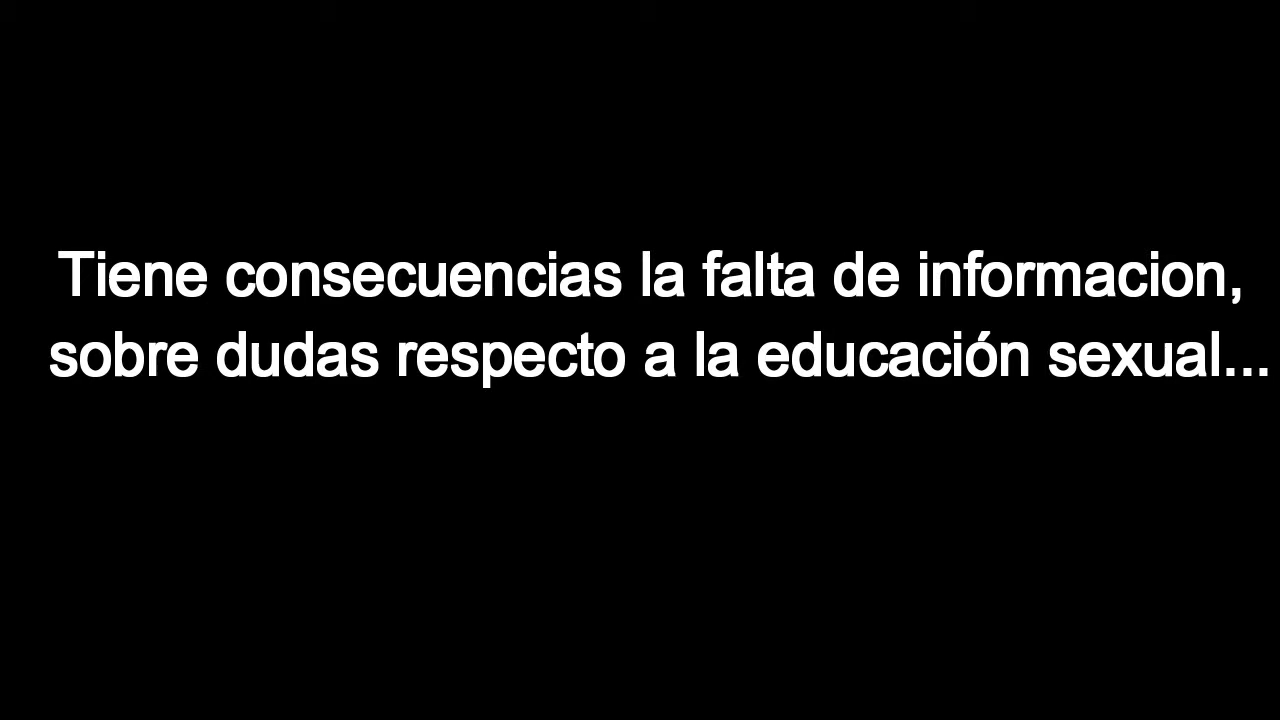 Tiene consecuencias la falta de informacion,
sobre dudas respecto a la educación sexual...